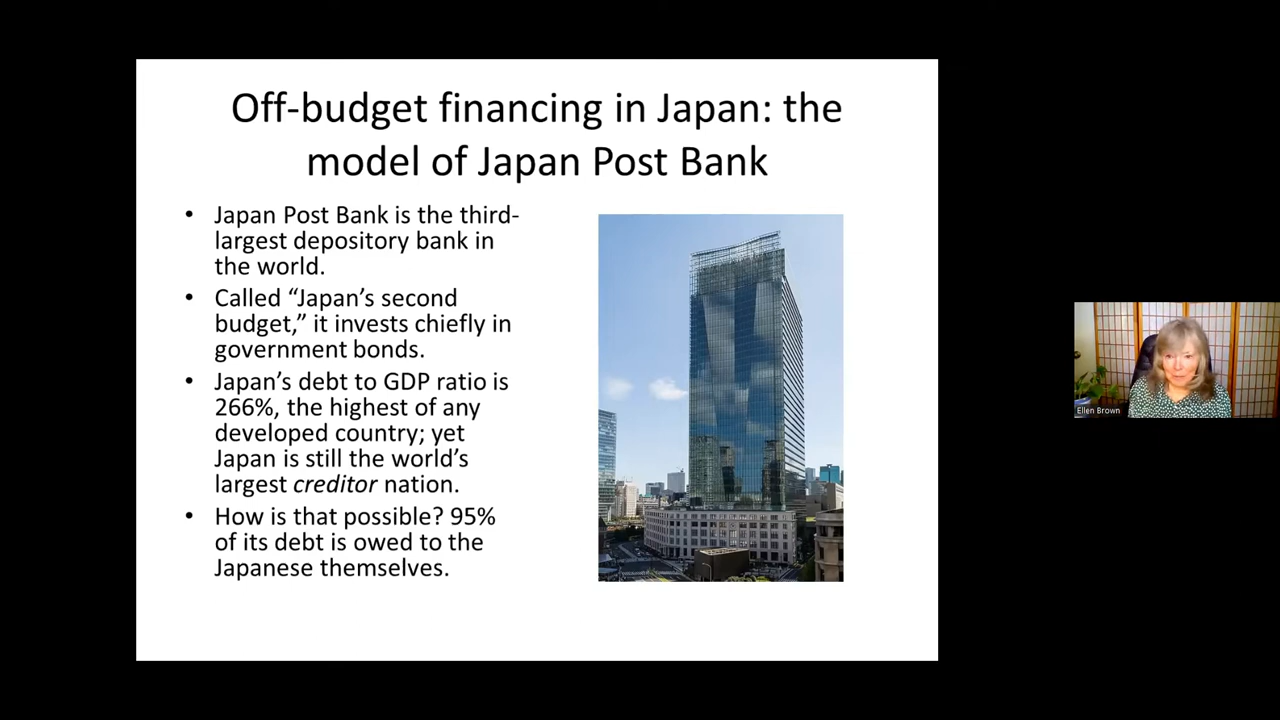 Off-budget financing in Japan: the
model of Japan Post Bank
• Japan Post Bank is the third-
largest depository bank in
the world.
• Called “Japan’s second
budget,” it invests chiefly in
government bonds.
• Japan’s debt to GDP ratio is
266%, the highest of any
developed country; yet
Japan is still the world’s
largest creditor nation.
• How is that possible? 95%
of its debt is owed to the
Japanese themselves.
Ellen Brown